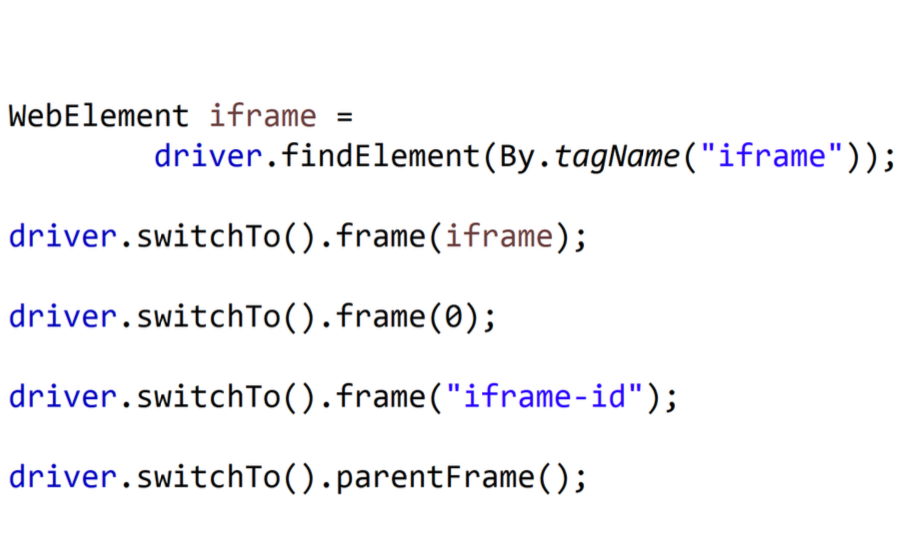 WebElement iframe =
driver.findElement(By.tagName("iframe"));
driver.switchTo().frame(iframe);
driver.switchTo().frame(0);
driver.switchTo().frame("iframe-id");
driver.switchTo().parentFrame();